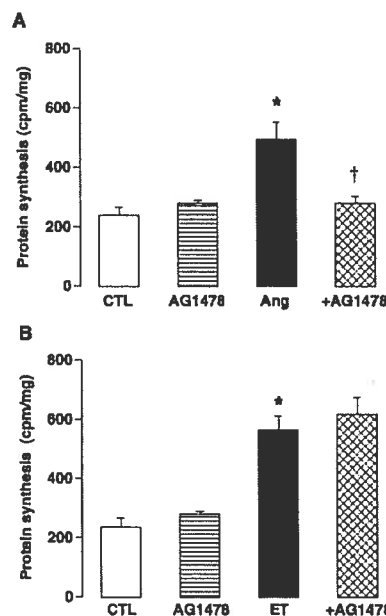 A
Protein synthesis (cpm/mg)
800
600
400
200
0
*
†
CTL AG1478 Ang +AG1478
B
Protein synthesis (cpm/mg)
800
600
400
200
0
*
CTL AG1478 ET +AG1478